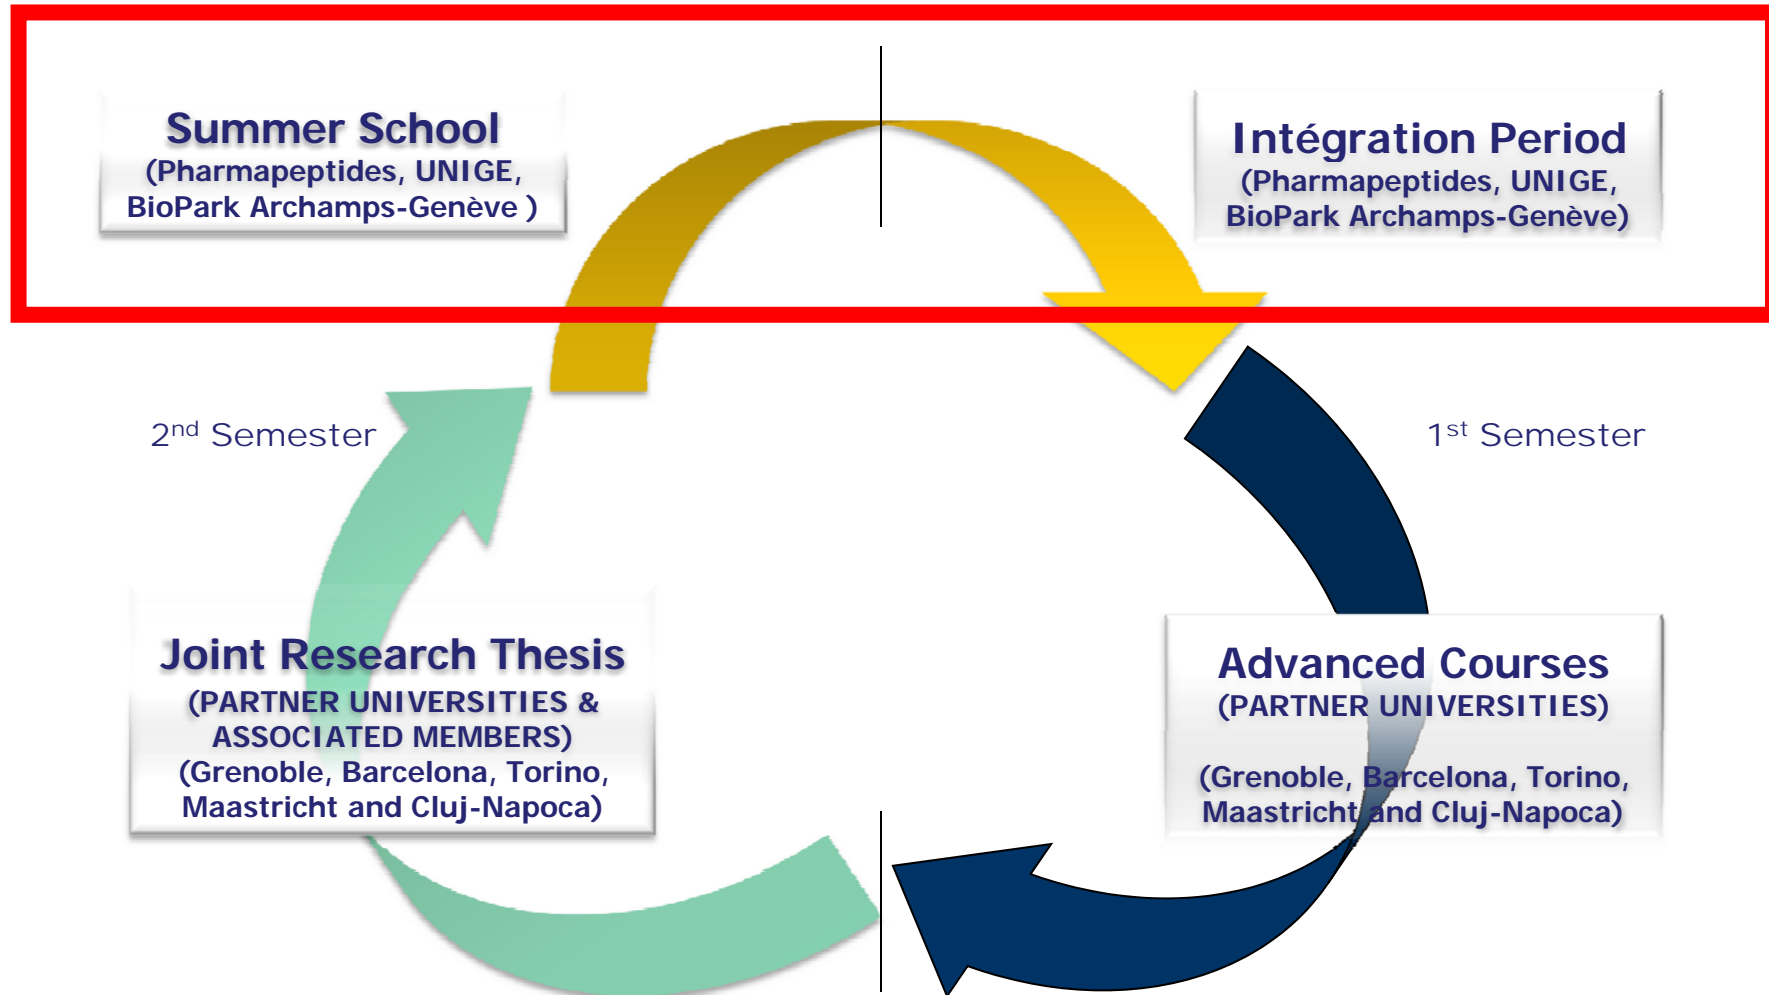 Summer School
(Pharmapeptides, UNIGE,
BioPark Archamps-Genève )
Intégration Period
(Pharmapeptides, UNIGE,
BioPark Archamps-Genève)
2nd Semester
1st Semester
Joint Research Thesis
(PARTNER UNIVERSITIES &
ASSOCIATED MEMBERS)
(Grenoble, Barcelona, Torino,
Maastricht and Cluj-Napoca)
Advanced Courses
(PARTNER UNIVERSITIES)
(Grenoble, Barcelona, Torino,
Maastricht and Cluj-Napoca)